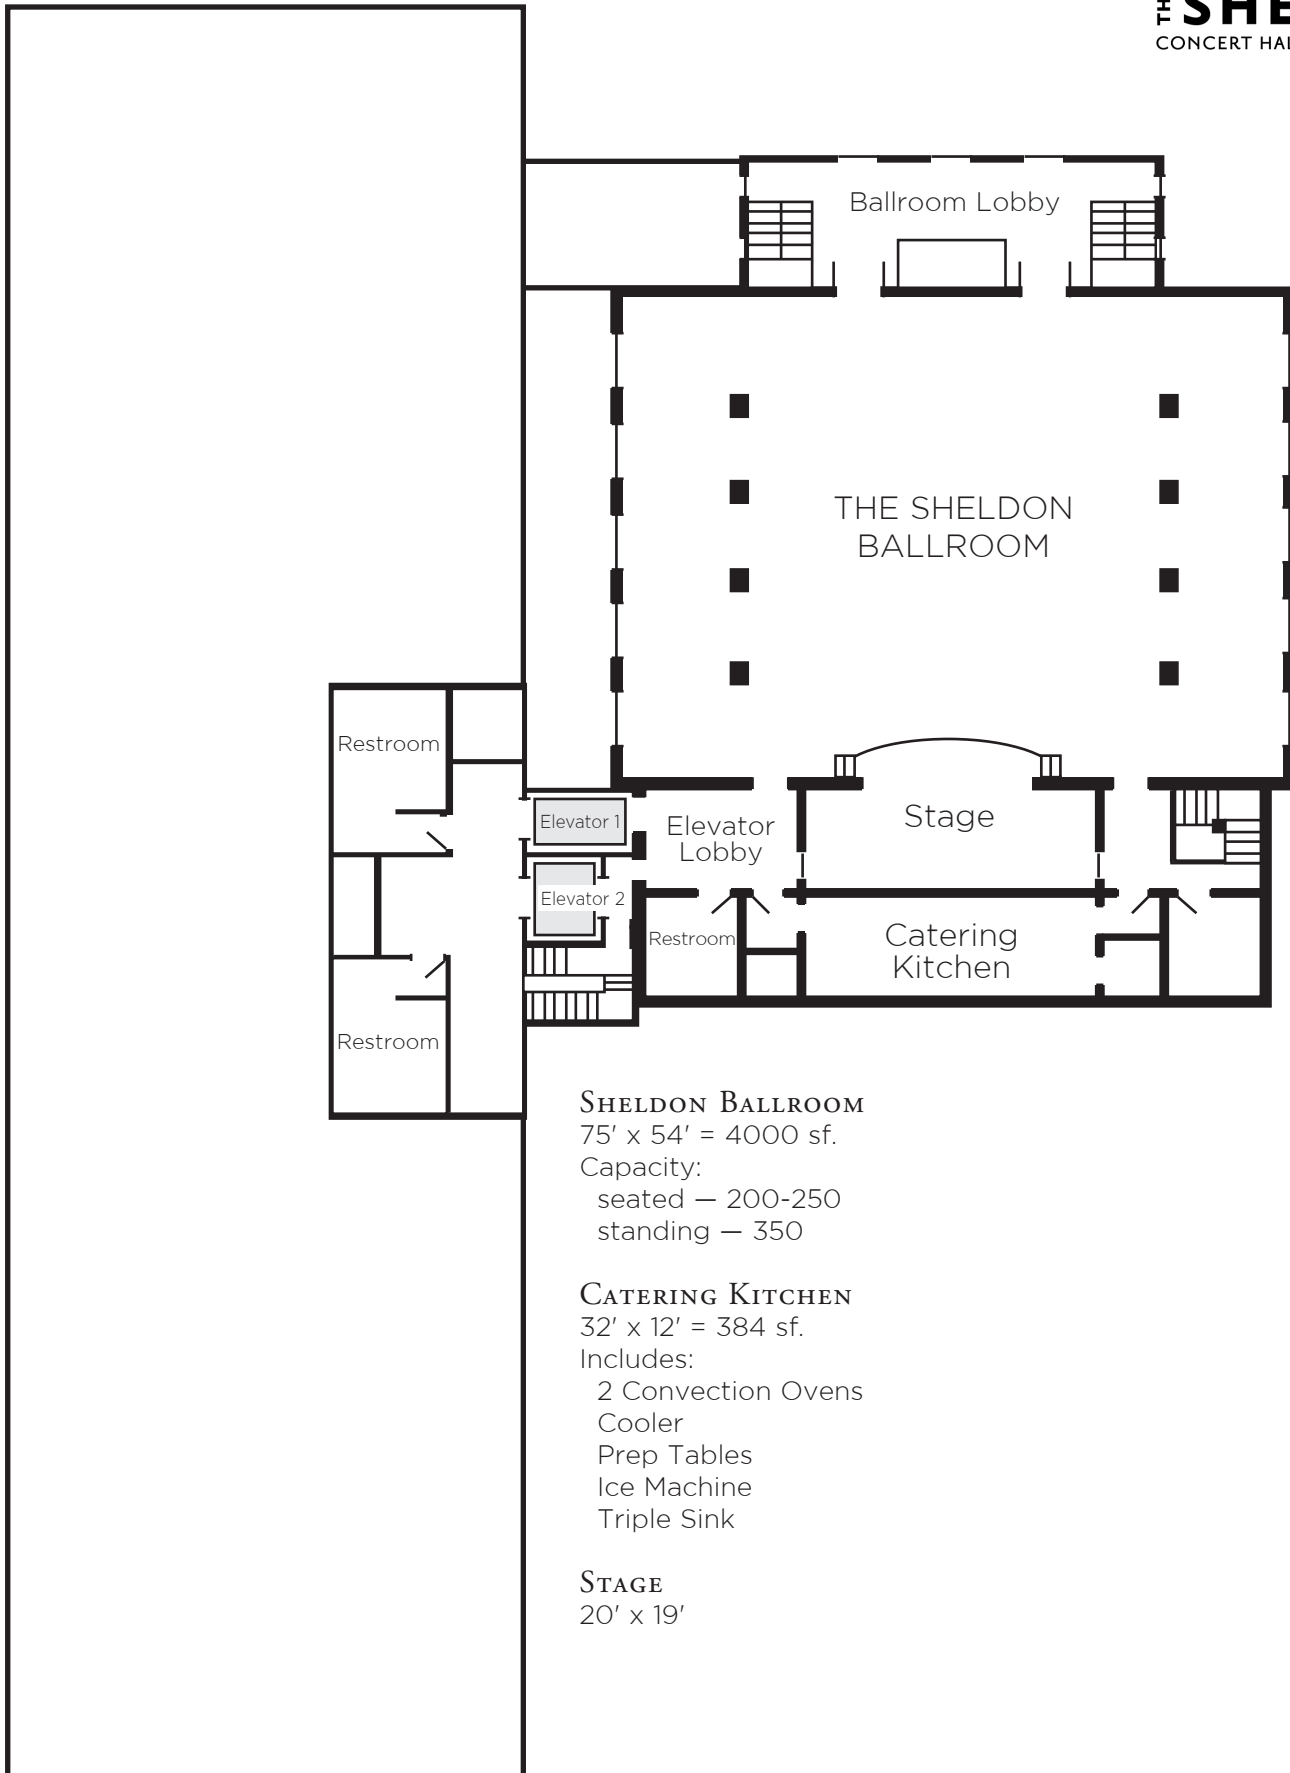 CONCERT
Ballroom Lobby
THE SHELDON
BALLROOM
Restroom
Elevator 1
Elevator
Lobby
Stage
Elevator 2
Restroom
Catering
Kitchen
Restroom
SHELDON BALLROOM
75' x 54' = 4000 sf.
Capacity:
seated — 200-250
standing — 350
CATERING KITCHEN
32' x 12' = 384 sf.
Includes:
2 Convection Ovens
Cooler
Prep Tables
Ice Machine
Triple Sink
STAGE
20' x 19'